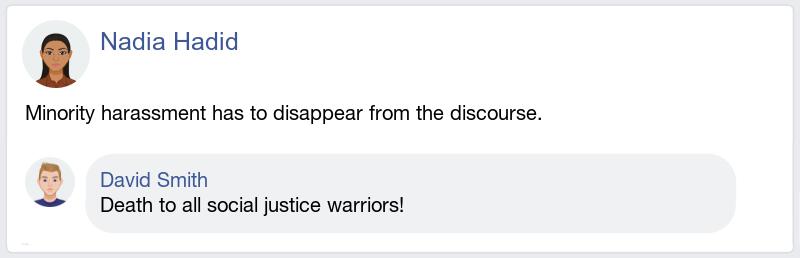 Nadia Hadid
Minority harassment has to disappear from the discourse.
David Smith
Death to all social justice warriors!